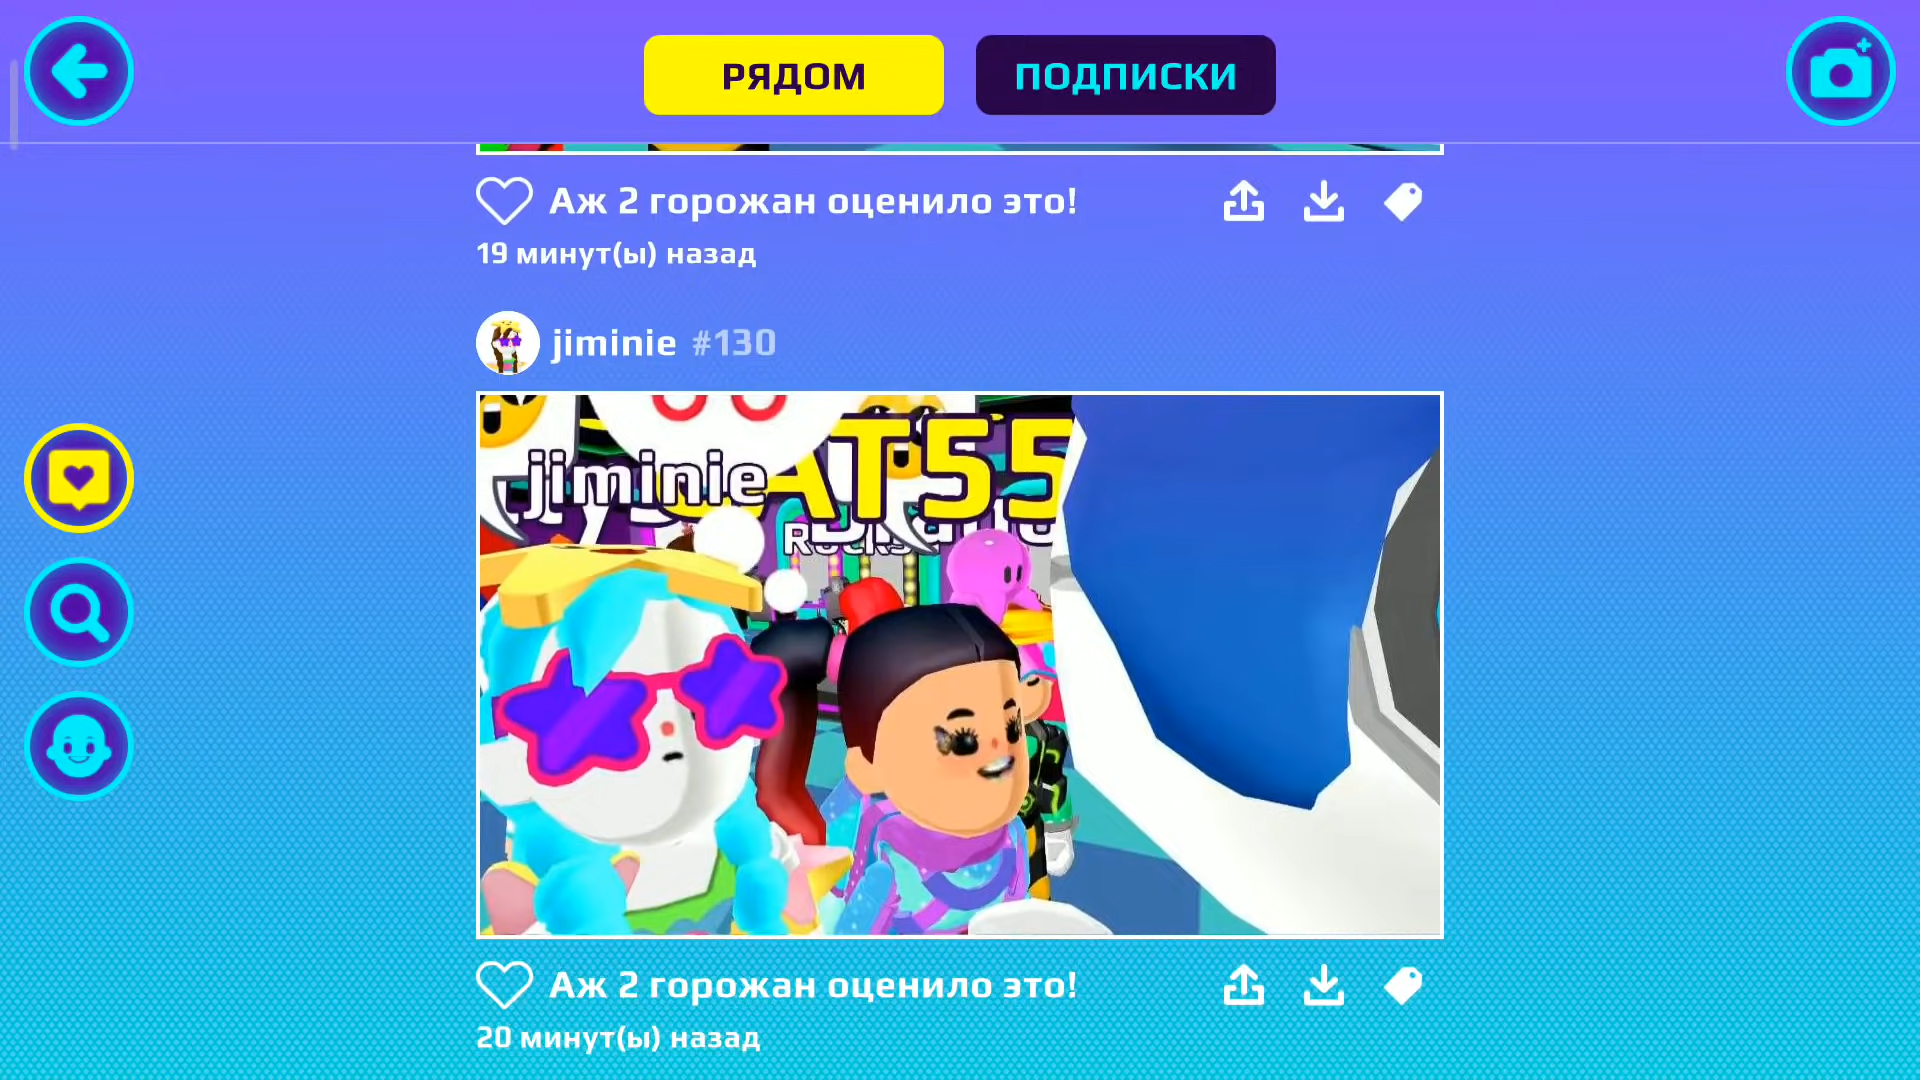 РЯДОМ
ПОДПИСКИ
Аж 2 горожан оценило это!
19 минут(ы) назад
jiminie #130
jiminie
AT55
Аж 2 горожан оценило это!
20 минут(ы) назад